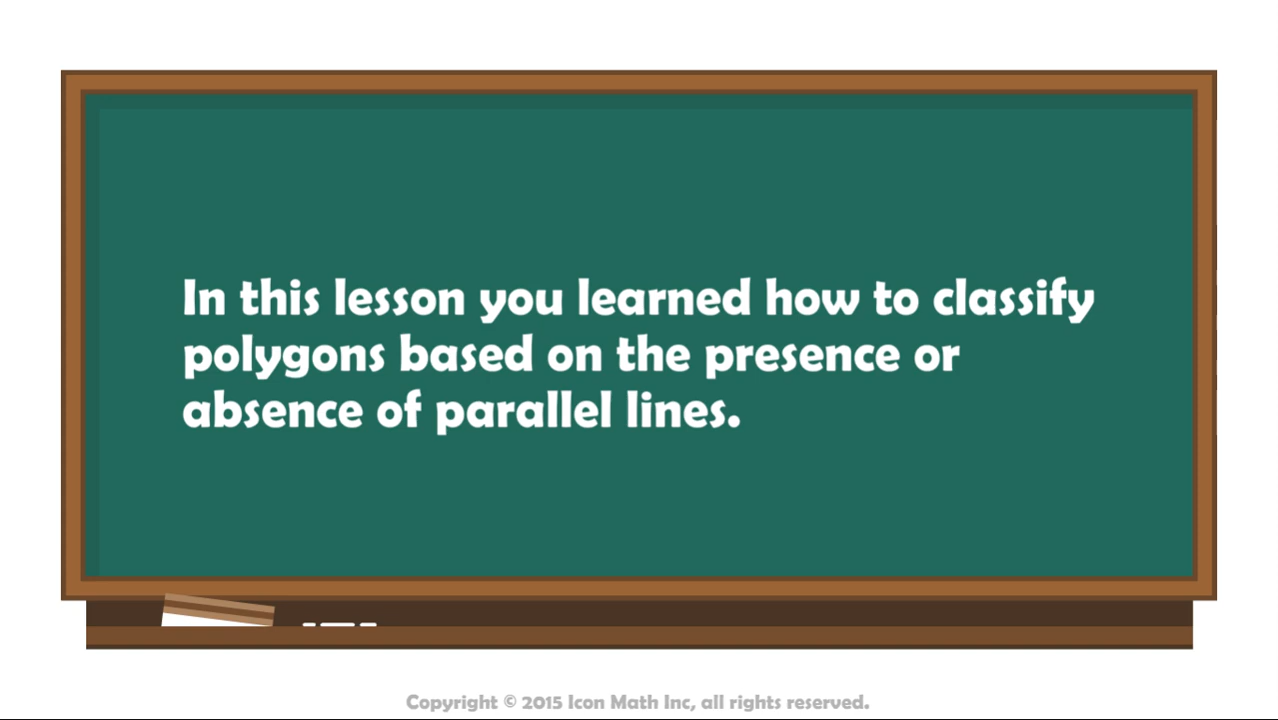 In this lesson you learned how to classify
polygons based on the presence or
absence of parallel lines.
Copyright © 2015 Icon Math Inc, all rights reserved.